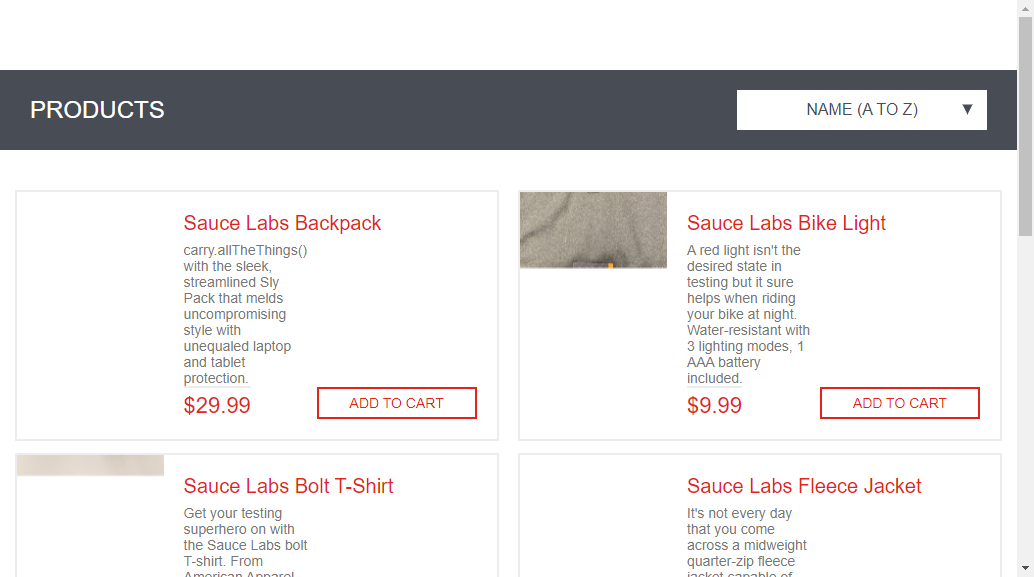 PRODUCTS
NAME (A TO Z)
Sauce Labs Backpack
carry.allTheThings()
with the sleek,
streamlined Sly
Pack that melds
uncompromising
style with
unequaled laptop
and tablet
protection.
$29.99
ADD TO CART
Sauce Labs Bike Light
A red light isn't the
desired state in
testing but it sure
helps when riding
your bike at night.
Water-resistant with
3 lighting modes, 1
AAA battery
included.
$9.99
ADD TO CART
Sauce Labs Bolt T-Shirt
Get your testing
superhero on with
the Sauce Labs bolt
T-shirt. From
American Apparel
Sauce Labs Fleece Jacket
It's not every day
that you come
across a midweight
quarter-zip fleece
jacket capable of